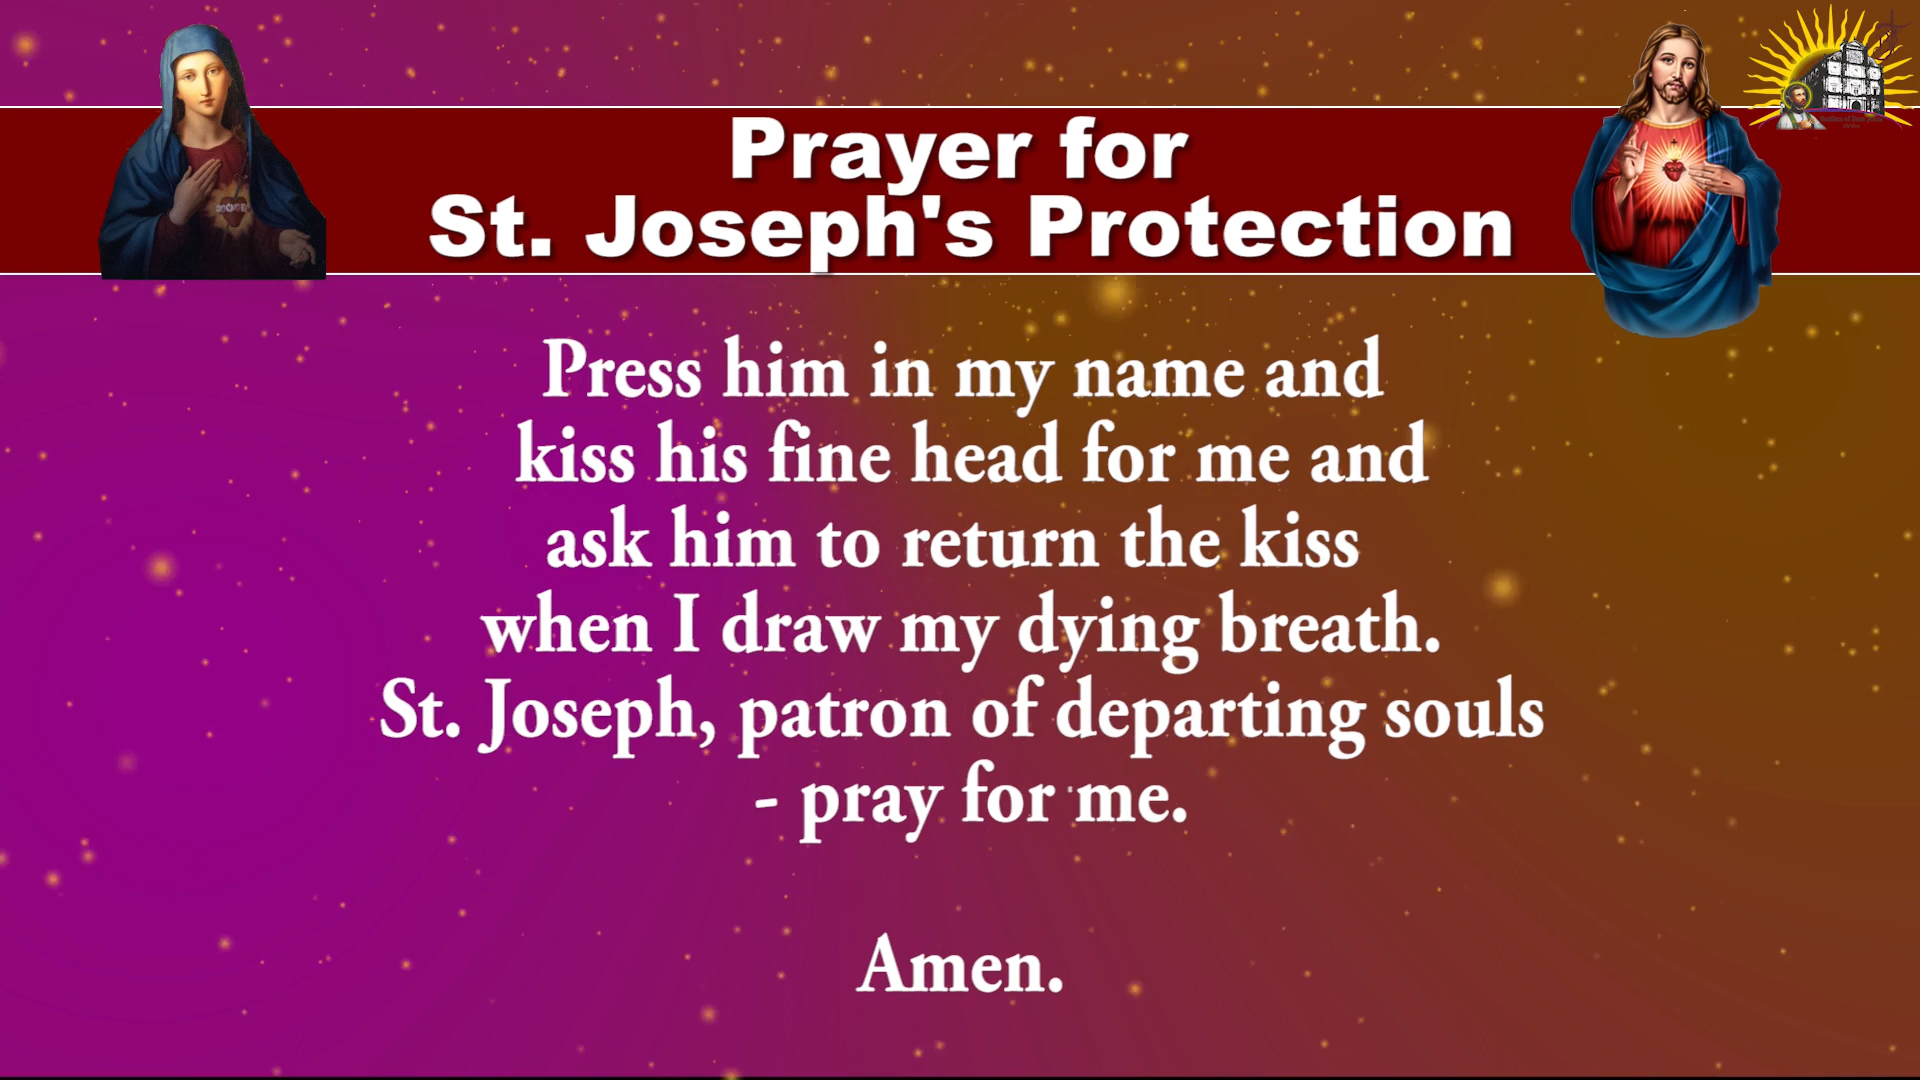 Prayer for
St. Joseph's Protection
Press him in my name and
kiss his fine head for me and
ask him to return the kiss
when I draw my dying breath.
St. Joseph, patron of departing souls
- pray for me.
Amen.